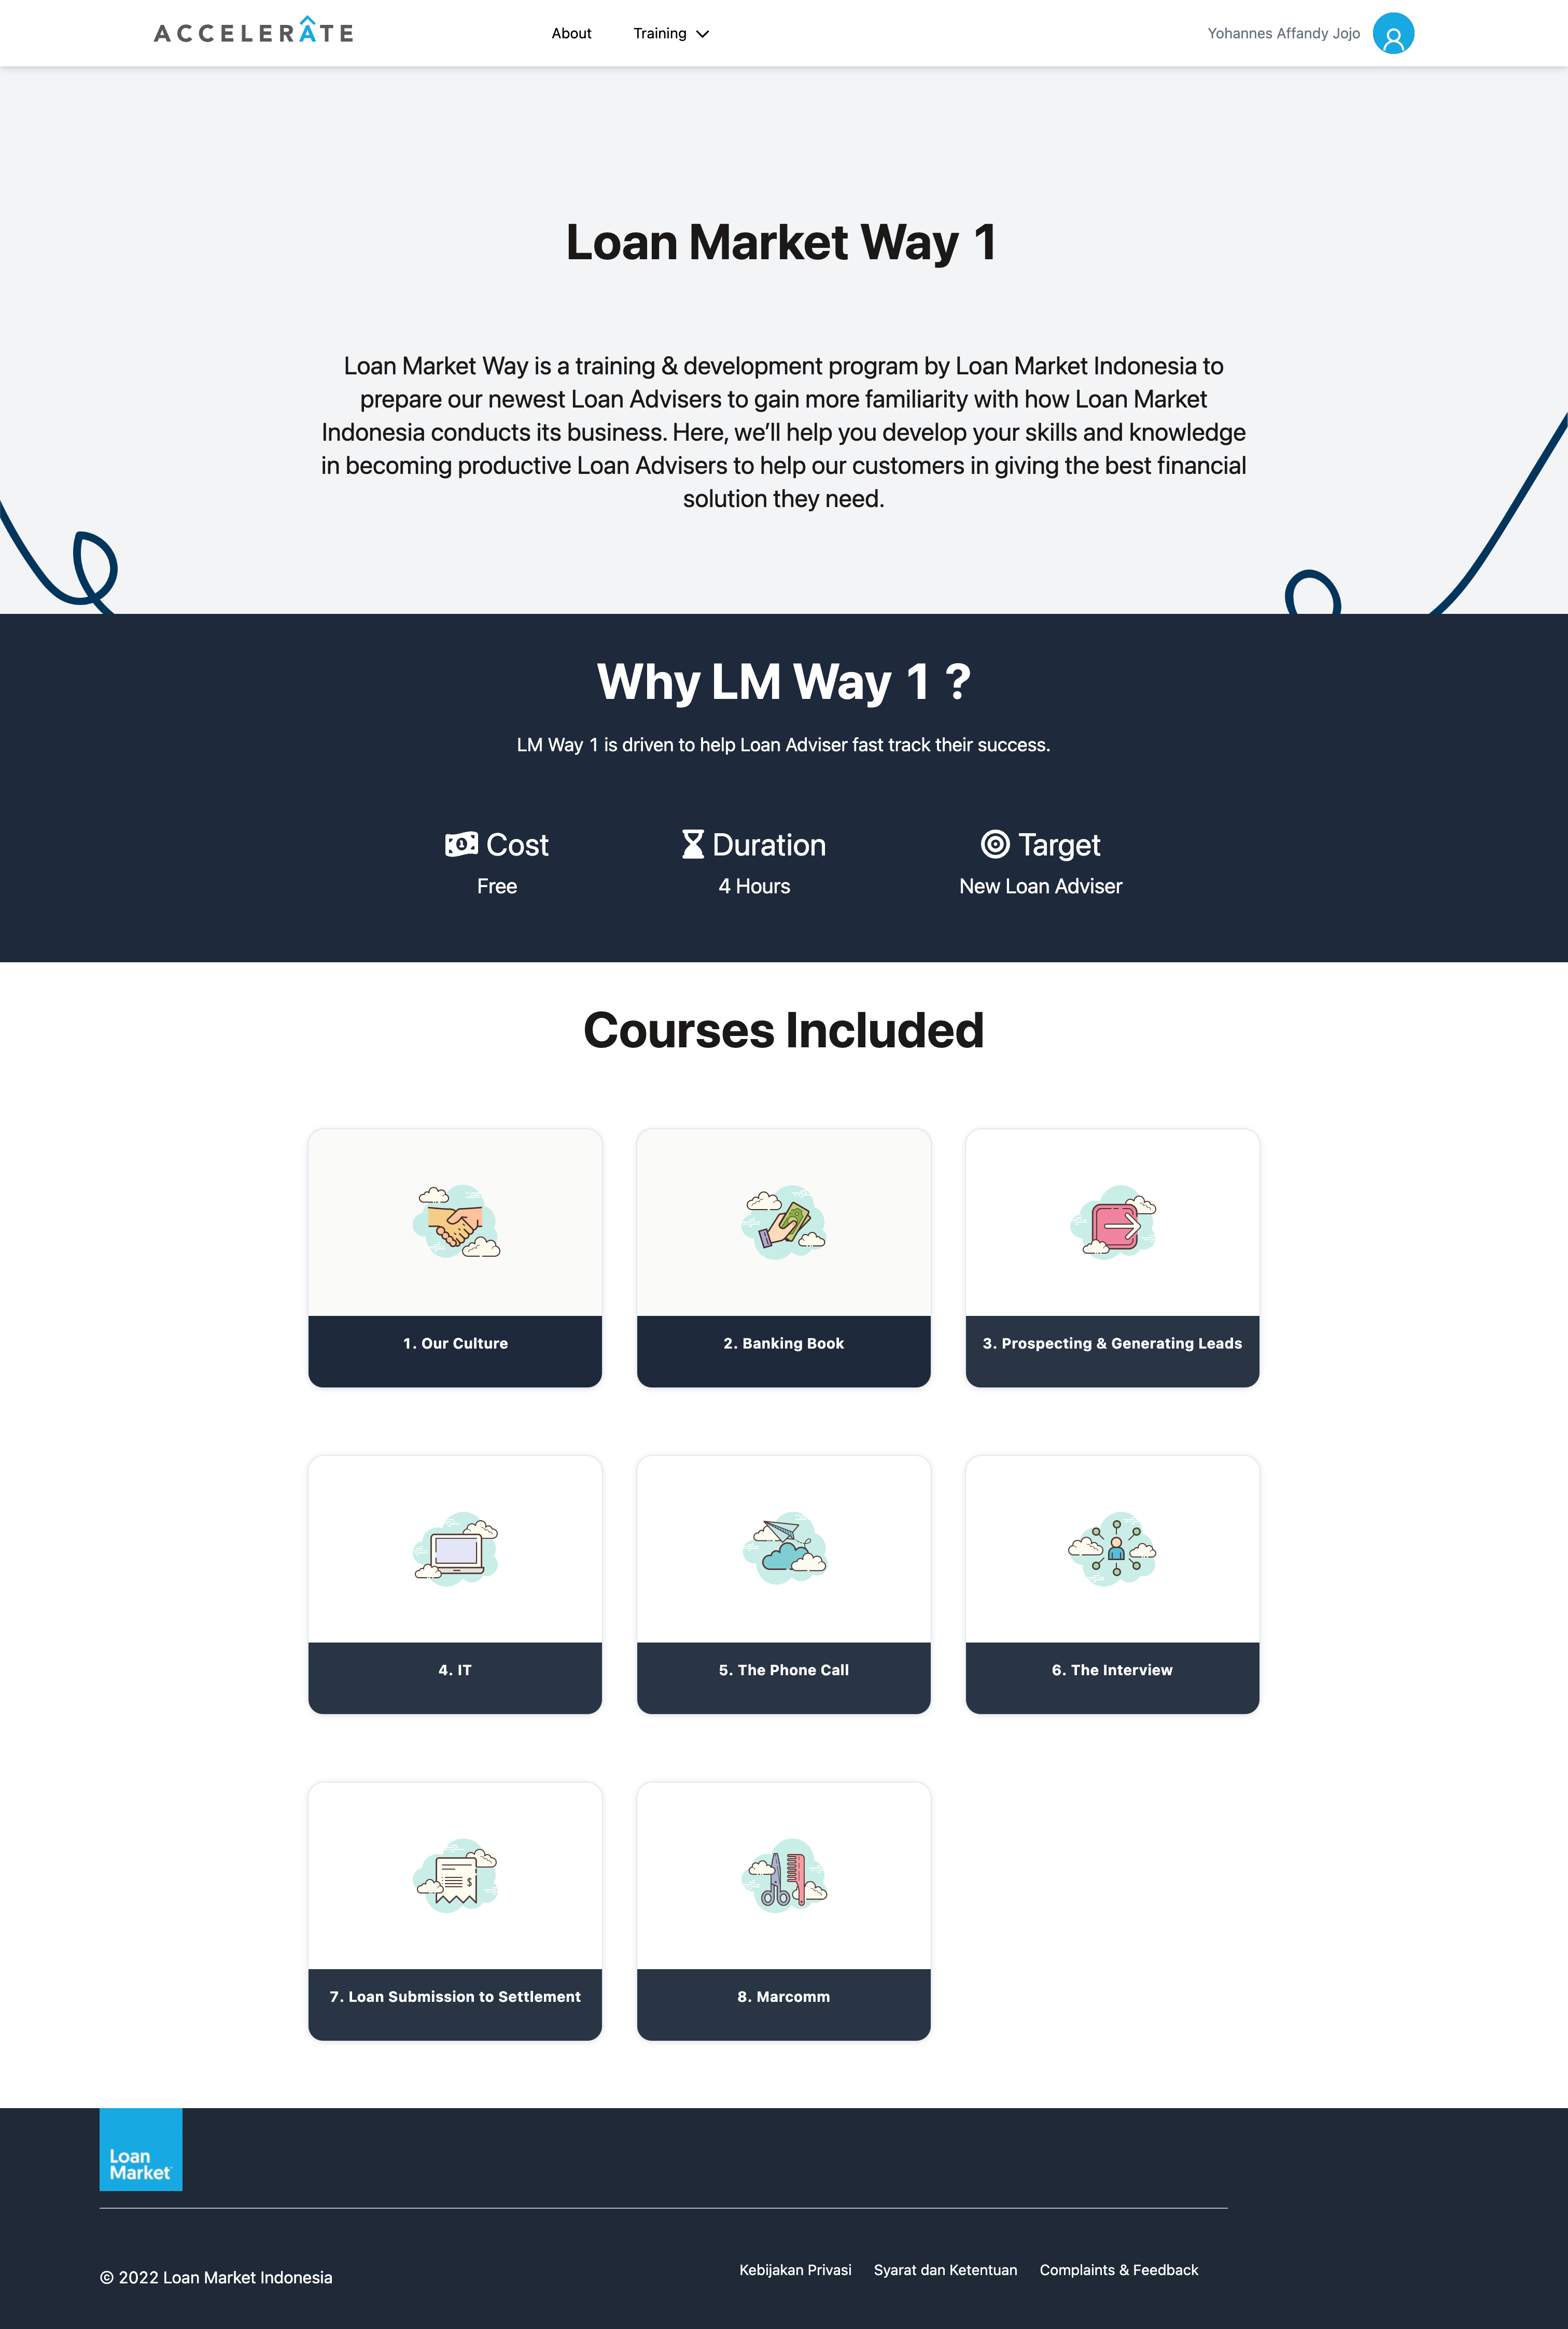 ACCELERATE
About
Training
Yohannes Affandy Jojo
Loan Market Way 1
Loan Market Way is a training & development program by Loan Market Indonesia to
prepare our newest Loan Advisers to gain more familiarity with how Loan Market
Indonesia conducts its business. Here, we'll help you develop your skills and knowledge
in becoming productive Loan Advisers to help our customers in giving the best financial
solution they need.
Why LM Way 1 ?
LM Way 1 is driven to help Loan Adviser fast track their success.
Cost
Free
Duration
4 Hours
Target
New Loan Adviser
Courses Included
1. Our Culture
2. Banking Book
3. Prospecting & Generating Leads
4. IT
5. The Phone Call
6. The Interview
7. Loan Submission to Settlement
8. Marcomm
Loan
Market
© 2022 Loan Market Indonesia
Kebijakan Privasi
Syarat dan Ketentuan
Complaints & Feedback